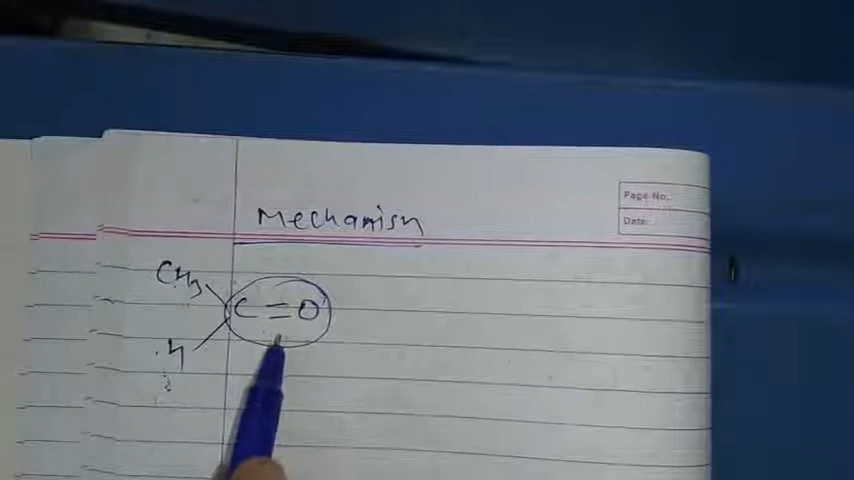 Page No.:
Date:
Mechanism
CH3
C = O
H